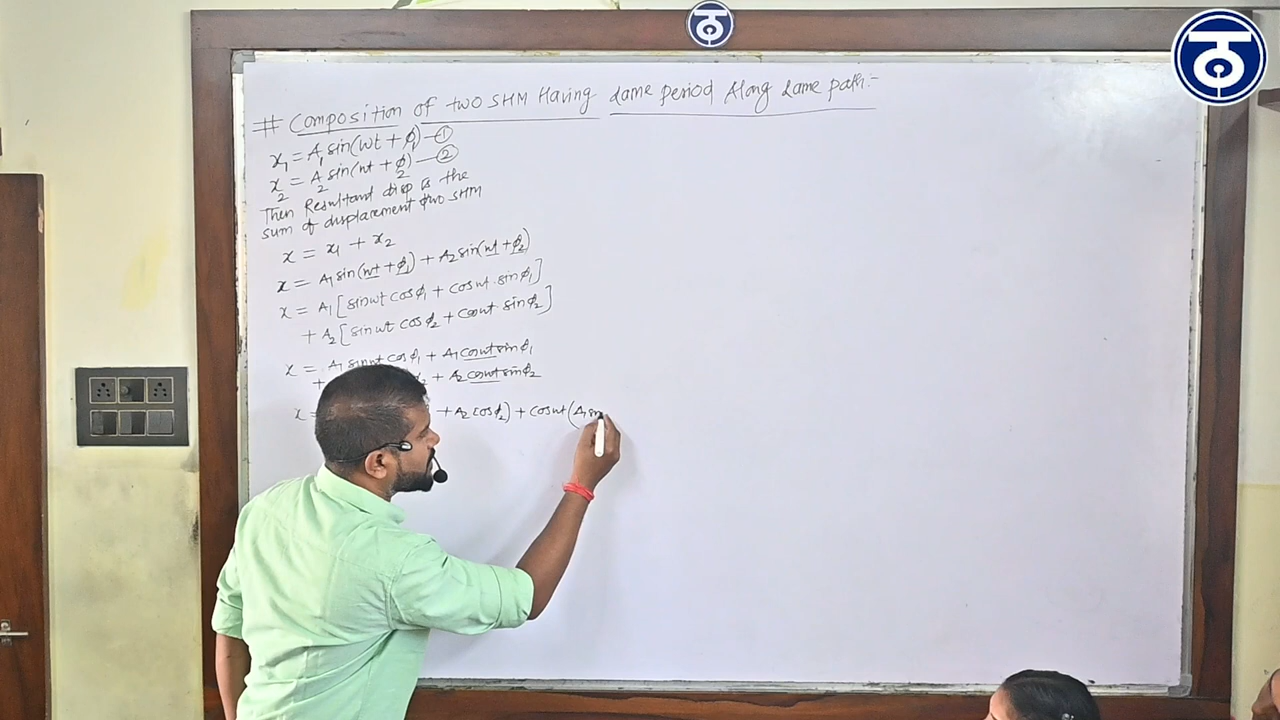 # Composition of two SHM Having same period Along same path:-
x₁ = A₁ sin(wt + ϕ₁) —①
x₂ = A₂ sin(wt + ϕ₂) —②
Then Resultant disp is the
sum of displacement two SHM
x = x₁ + x₂
x = A₁ sin(wt + ϕ₁) + A₂ sin(wt + ϕ₂)
x = A₁[sinwt cosϕ₁ + coswt. sinϕ₁]
+ A₂[sinwt cosϕ₂ + coswt sinϕ₂]
x = A₁ sinwt cosϕ₁ + A₁ coswt sinϕ₁
+ ϕ₂ + A₂ coswt sinϕ₂
x = + A₂ cosϕ₂) + coswt (A₁ sin